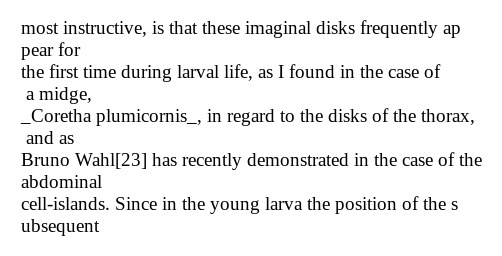 most instructive, is that these imaginal disks frequently ap
pear for
the first time during larval life, as I found in the case of
 a midge,
_Coretha plumicornis_, in regard to the disks of the thorax,
 and as
Bruno Wahl[23] has recently demonstrated in the case of the
abdominal
cell-islands. Since in the young larva the position of the s
ubsequent